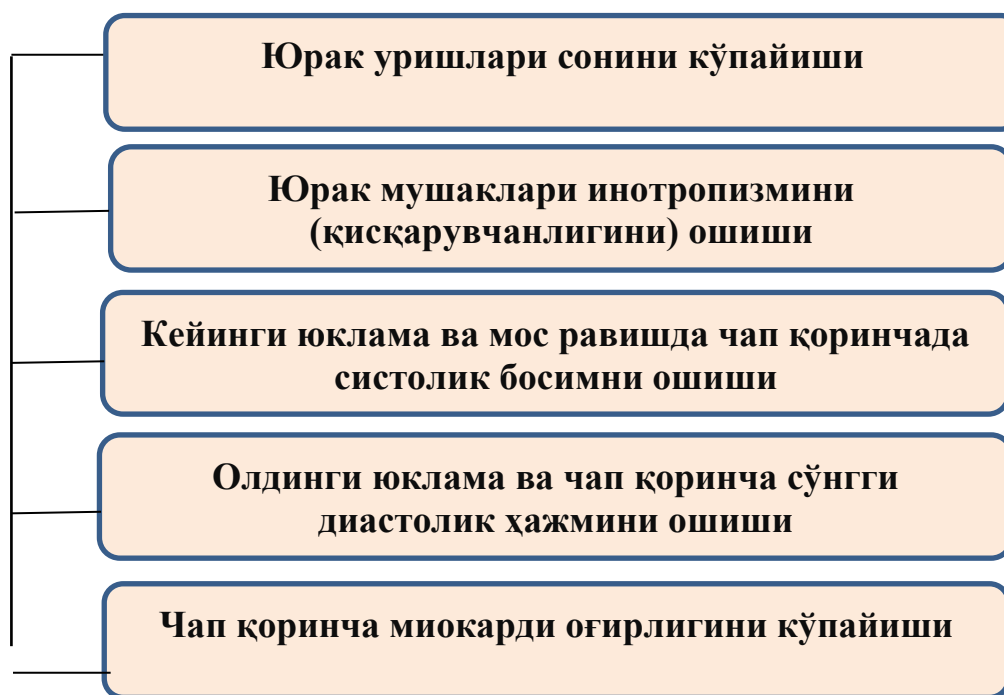 Юрак уришлари сонини кўпайиши
Юрак мушаклари инотропизмини
(қисқарувчанлигини) ошиши
Кейинги юклама ва мос равишда чап қоринчада
систолик босимни ошиши
Олдинги юклама ва чап қоринча сўнгги
диастолик ҳажмини ошиши
Чап қоринча миокарди оғирлигини кўпайиши